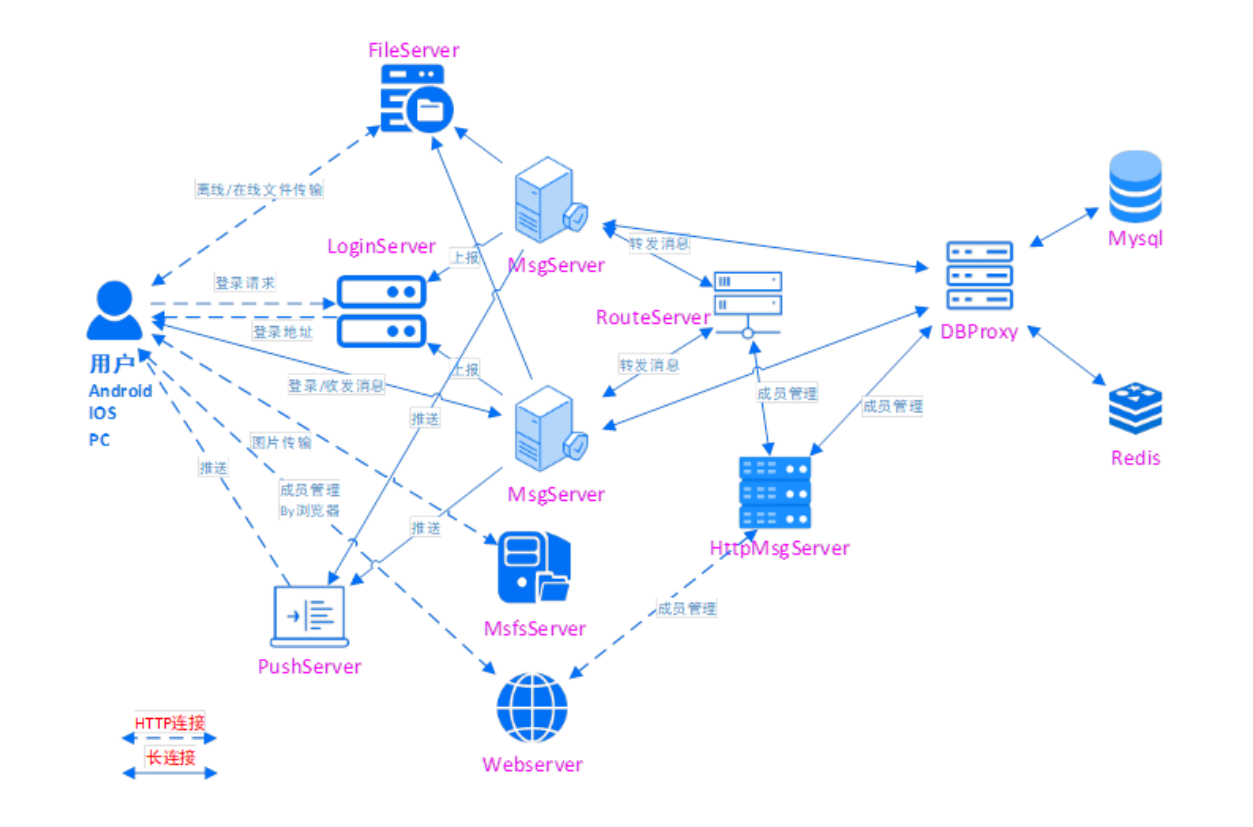 FileServer
离线/在线文件传输
LoginServer
上报
MsgServer
转发消息
Mysql
登录请求
RouteServer
DBProxy
登录地址
用户
Android
IOS
PC
登录/收发消息
上报
转发消息
成员管理
成员管理
推送
图片传输
推送
成员管理
By浏览器
MsgServer
Redis
推送
HttpMsgServer
成员管理
MsfsServer
PushServer
Webserver
HTTP连接
长连接